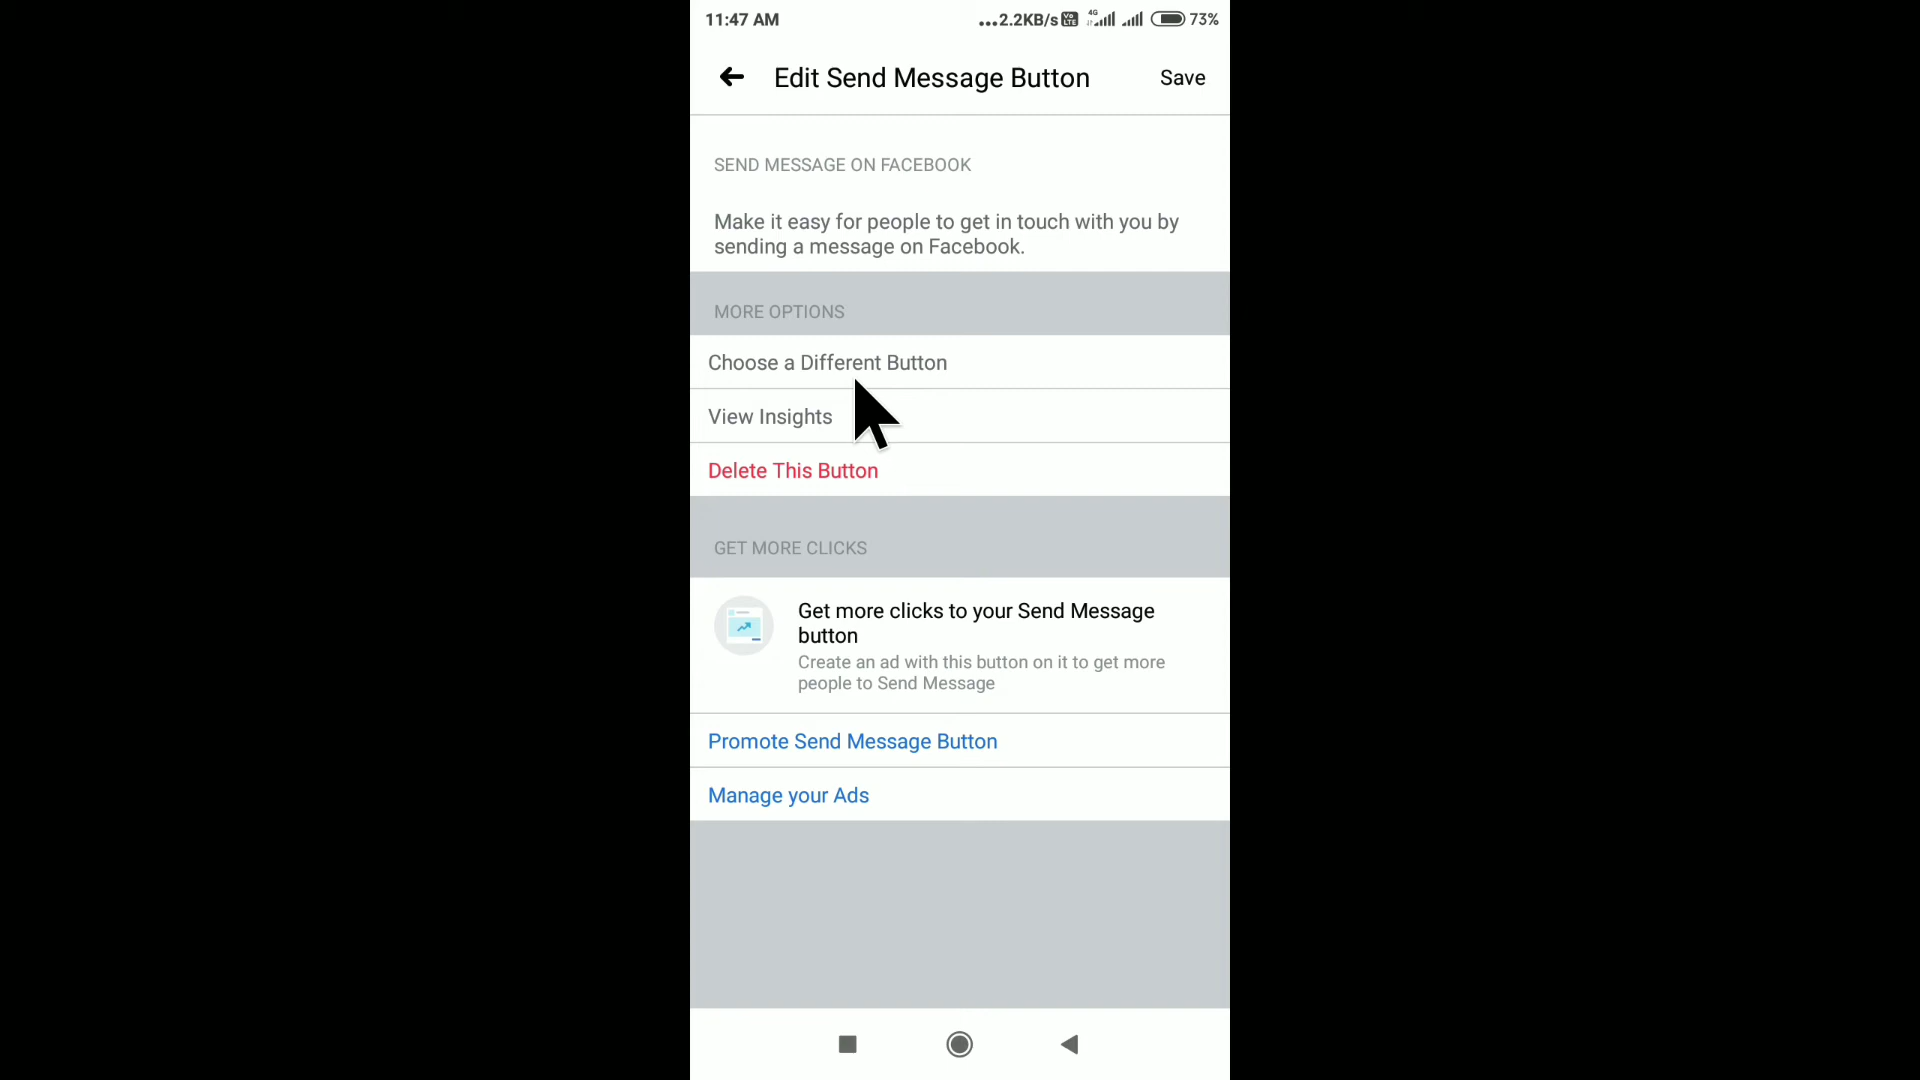 11:47 AM
...2.2KB/s Vo LTE 4G 73%
Edit Send Message Button Save
SEND MESSAGE ON FACEBOOK
Make it easy for people to get in touch with you by
sending a message on Facebook.
MORE OPTIONS
Choose a Different Button
View Insights
Delete This Button
GET MORE CLICKS
Get more clicks to your Send Message
button
Create an ad with this button on it to get more
people to Send Message
Promote Send Message Button
Manage your Ads